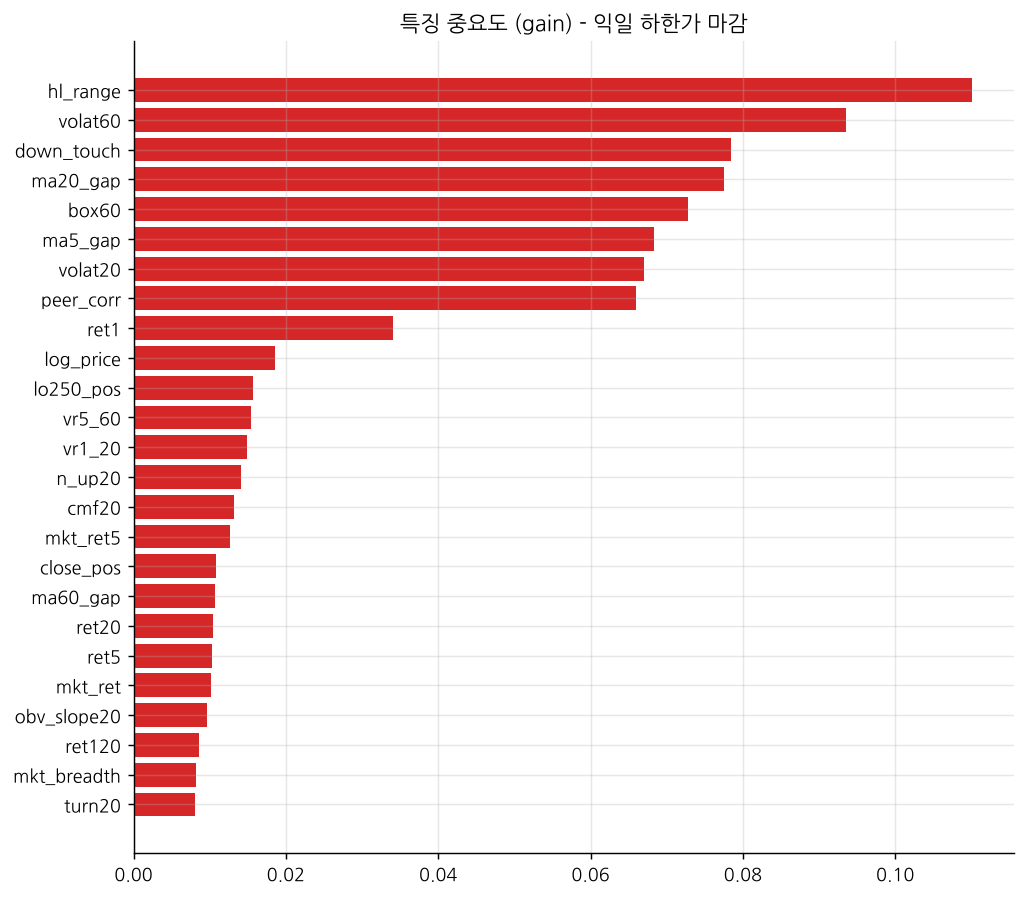 특징 중요도 (gain) - 익일 하한가 마감
hl_range
volat60
down_touch
ma20_gap
box60
ma5_gap
volat20
peer_corr
ret1
log_price
lo250_pos
vr5_60
vr1_20
n_up20
cmf20
mkt_ret5
close_pos
ma60_gap
ret20
ret5
mkt_ret
obv_slope20
ret120
mkt_breadth
turn20
0.00 0.02 0.04 0.06 0.08 0.10